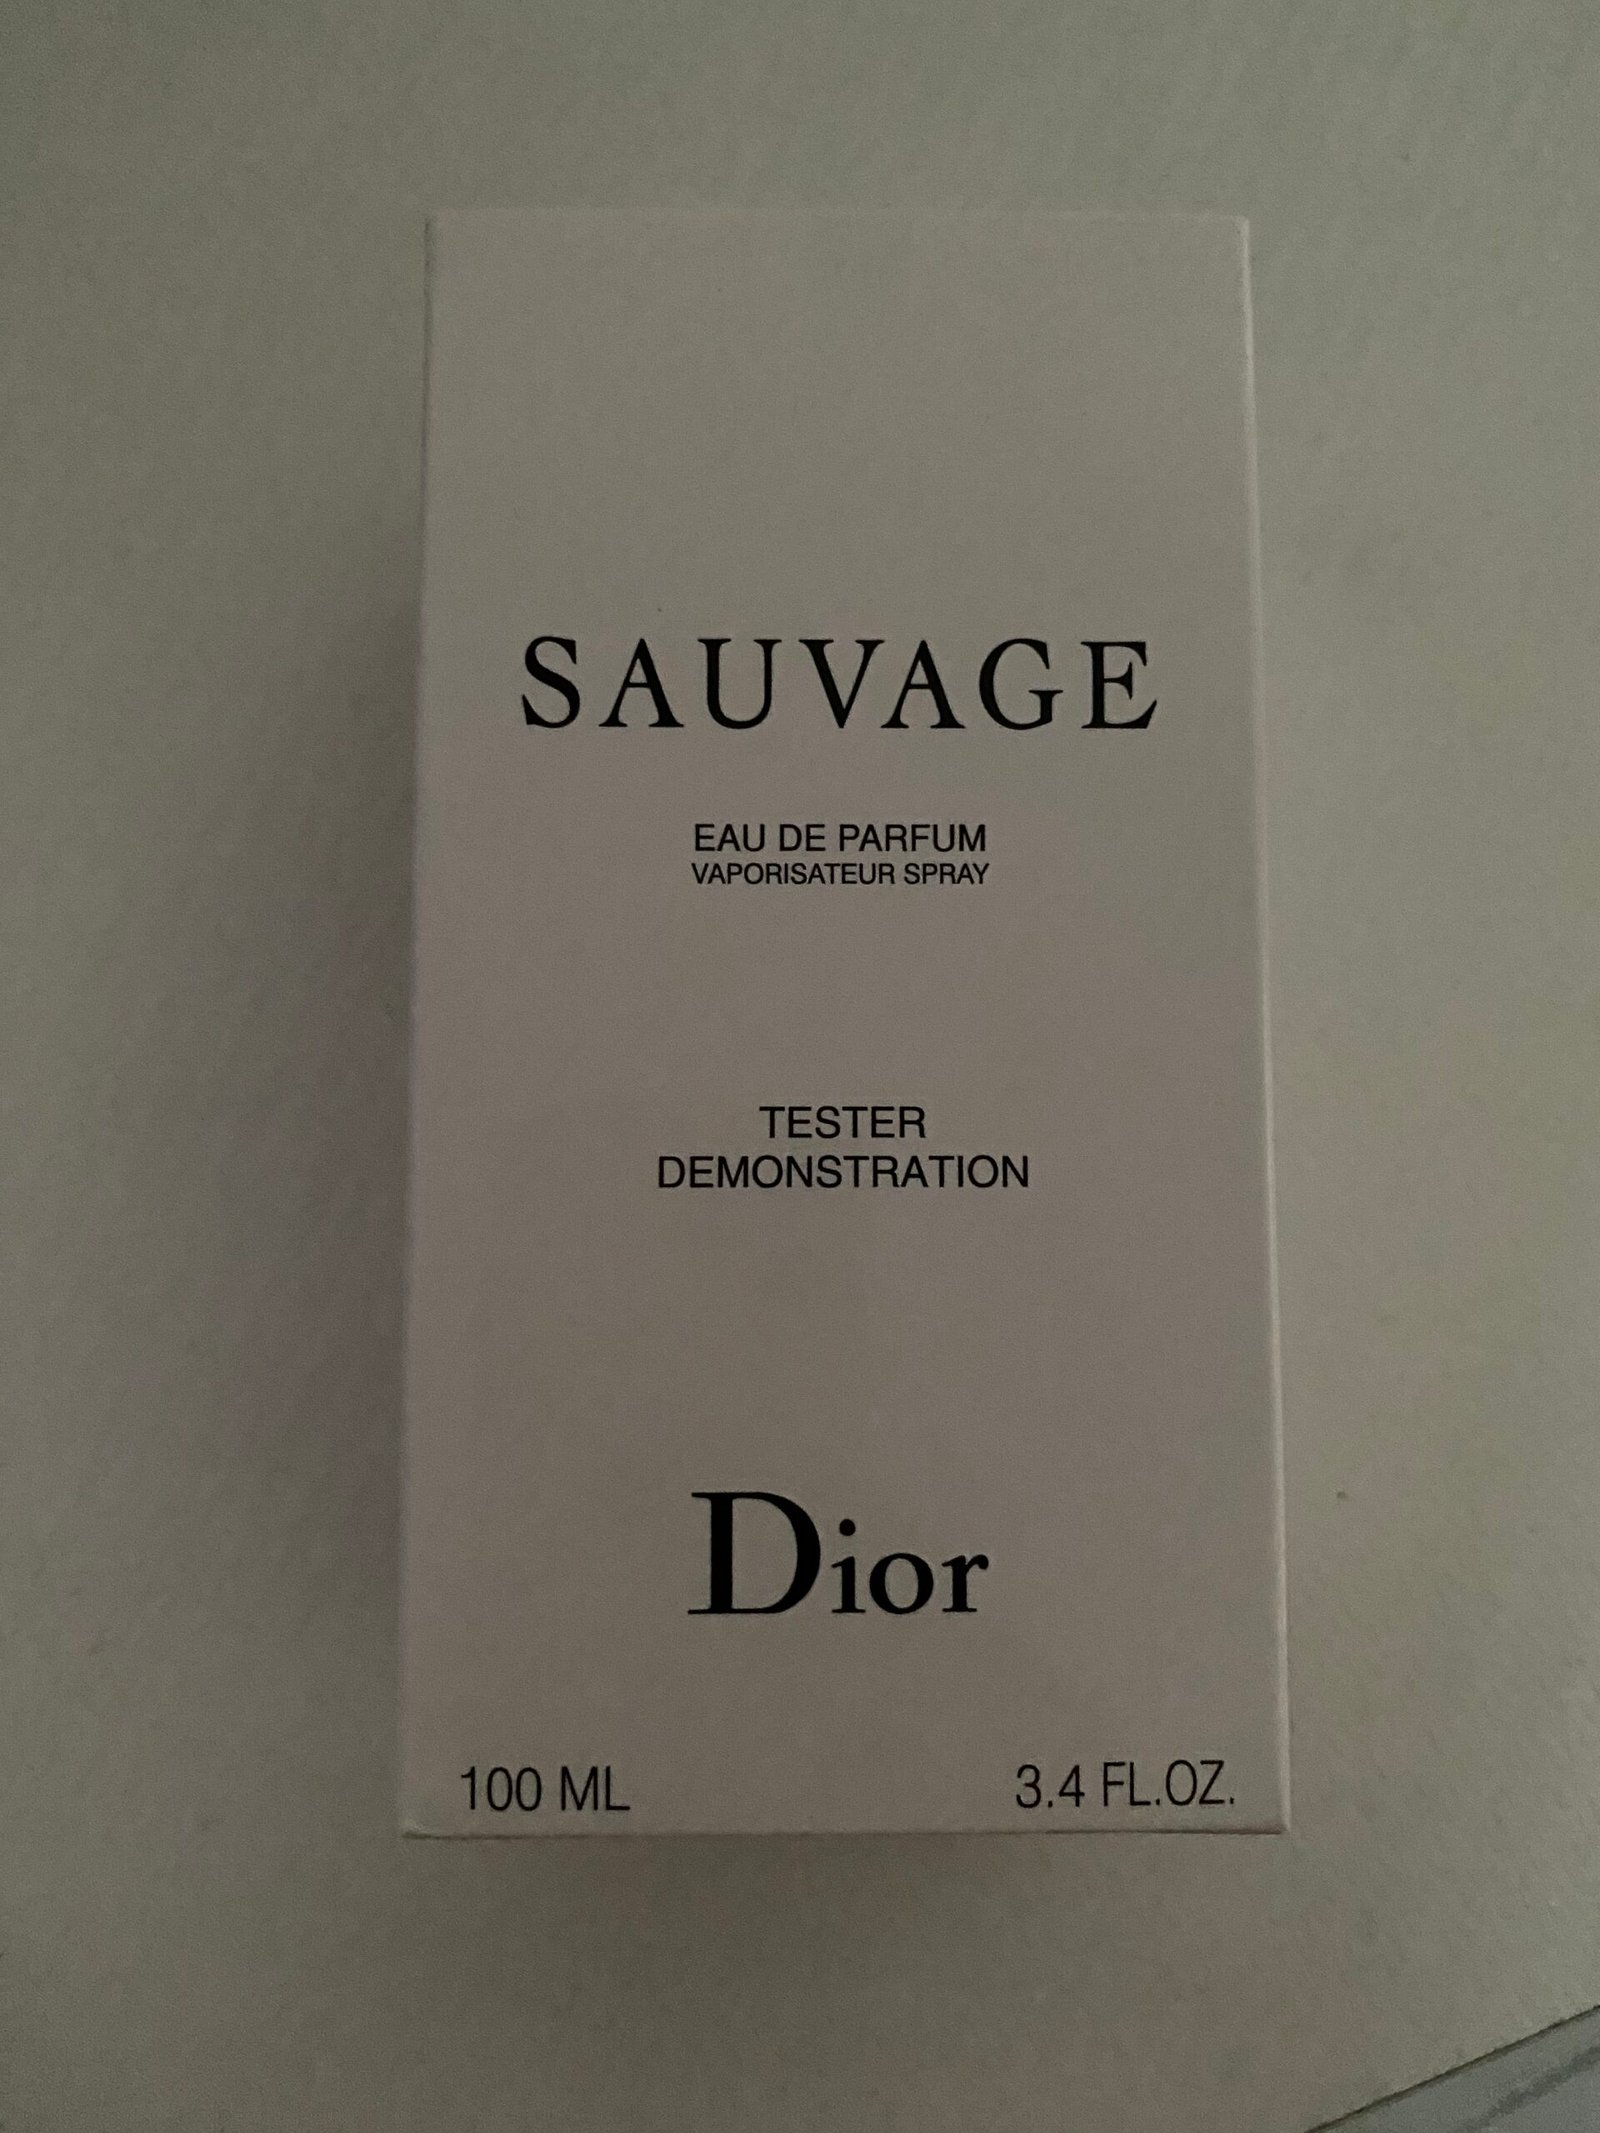 SAUVAGE
EAU DE PARFUM
VAPORISATEUR SPRAY
TESTER
DEMONSTRATION
Dior
100 ML 3.4 FL.OZ.